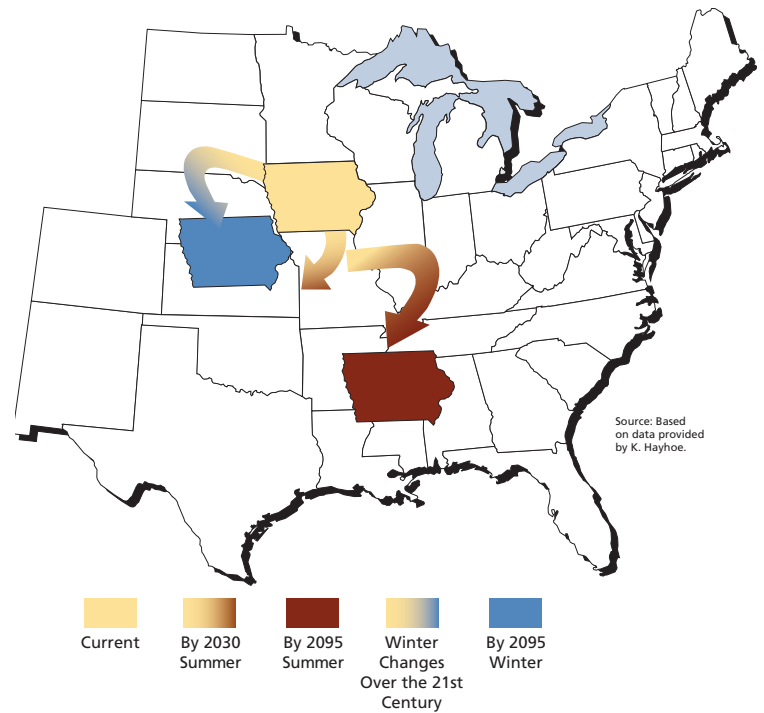 Source: Based
on data provided
by K. Hayhoe.
Current
By 2030
Summer
By 2095
Summer
Winter
Changes
Over the 21st
Century
By 2095
Winter